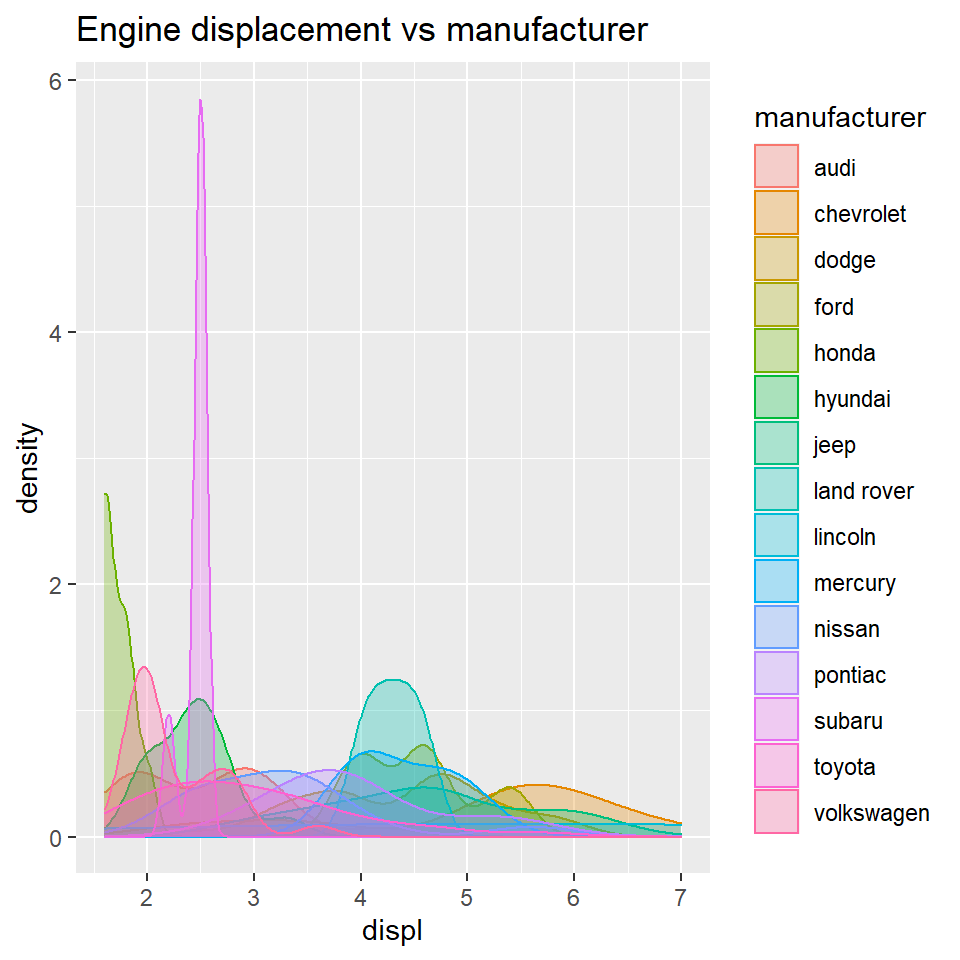 Engine displacement vs manufacturer
6
4
2
0
density
2 3 4 5 6 7
displ
manufacturer
audi
chevrolet
dodge
ford
honda
hyundai
jeep
land rover
lincoln
mercury
nissan
pontiac
subaru
toyota
volkswagen